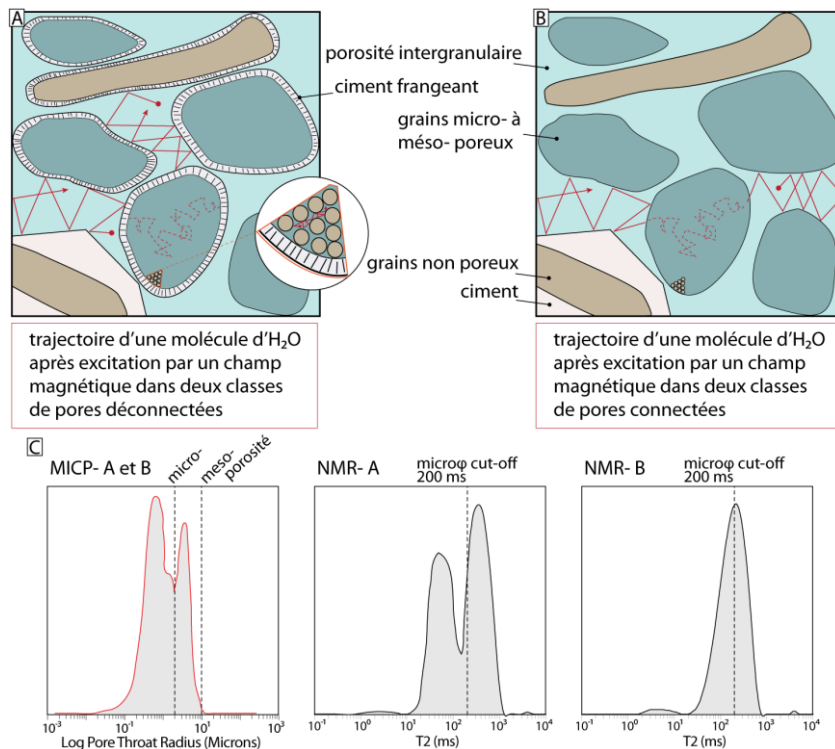 A
B
porosité intergranulaire
ciment frangeant
grains micro- à
méso- poreux
grains non poreux
ciment
trajectoire d'une molécule d'H₂O
après excitation par un champ
magnétique dans deux classes
de pores déconnectées
trajectoire d'une molécule d'H₂O
après excitation par un champ
magnétique dans deux classes
de pores connectées
C
MICP- A et B
micro-
meso-
porosité
NMR- A
microφ cut-off
200 ms
NMR- B
microφ cut-off
200 ms
10⁻³ 10⁻¹ 10¹ 10³
Log Pore Throat Radius (Microns)
10⁻¹ 10⁰ 10¹ 10² 10³ 10⁴
T2 (ms)
10⁻¹ 10⁰ 10¹ 10² 10³ 10⁴
T2 (ms)